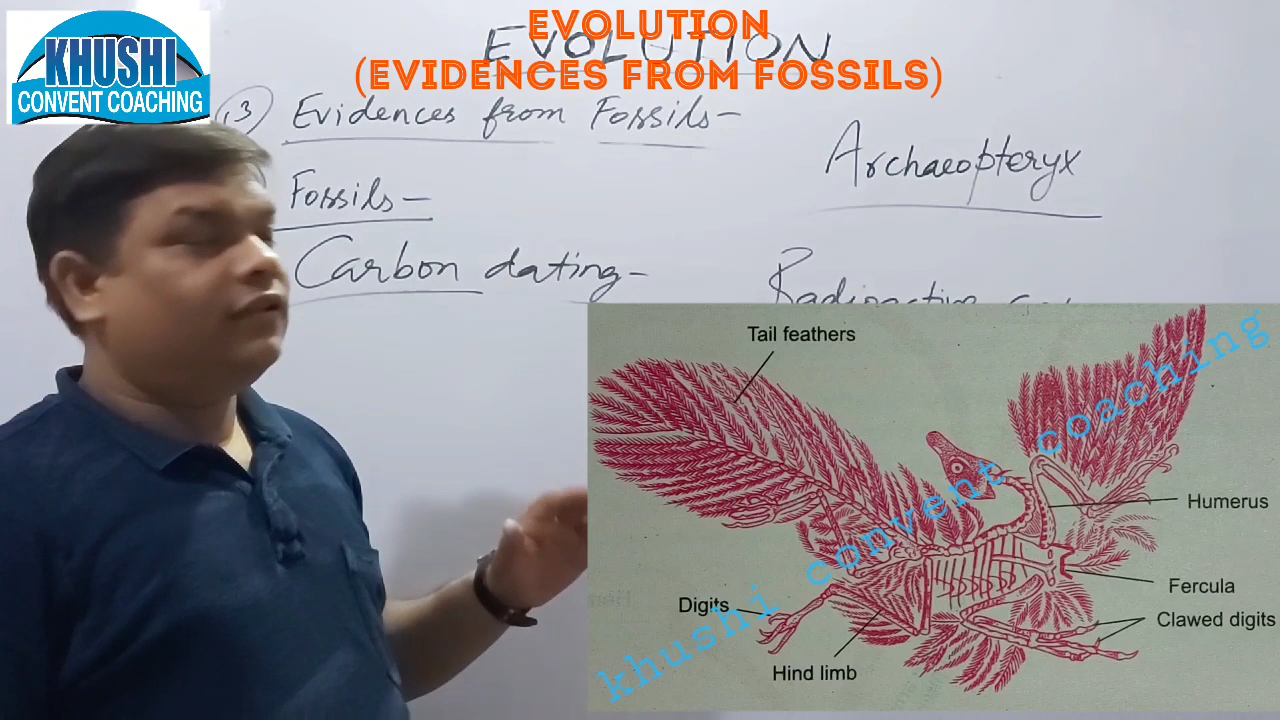 KHUSHI
CONVENT COACHING
EVOLUTION
(EVIDENCES FROM FOSSILS)
EVOLUTION
3) Evidences from Fossils-
Archaeopteryx
Fossils-
Carbon dating-
Radioactive
Tail feathers
Humerus
Fercula
Clawed digits
Digits
Hind limb
khushi convent coaching